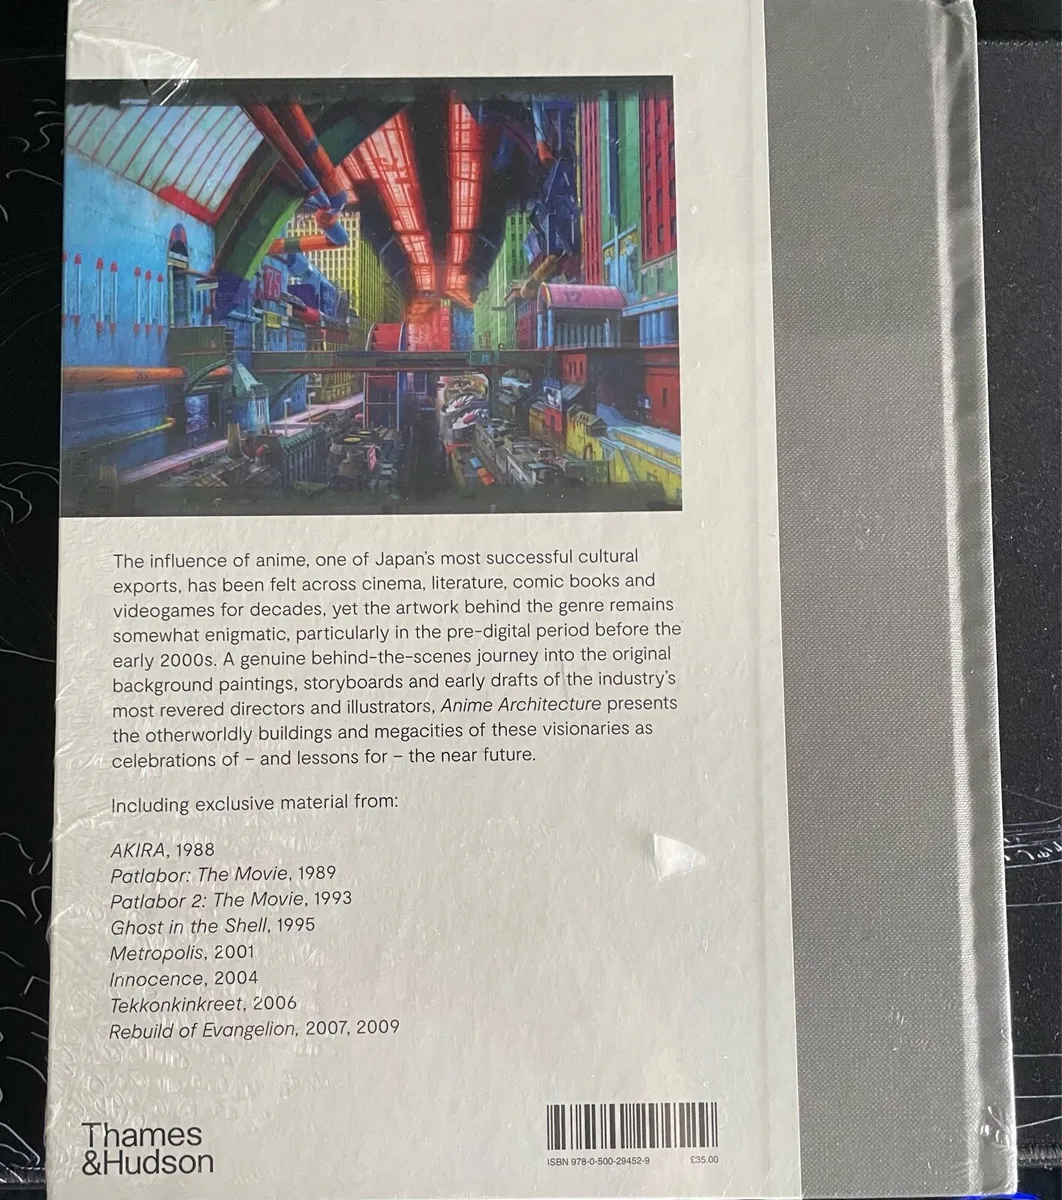 The influence of anime, one of Japan's most successful cultural
exports, has been felt across cinema, literature, comic books and
videogames for decades, yet the artwork behind the genre remains
somewhat enigmatic, particularly in the pre-digital period before the
early 2000s. A genuine behind-the-scenes journey into the original
background paintings, storyboards and early drafts of the industry's
most revered directors and illustrators, Anime Architecture presents
the otherworldly buildings and megacities of these visionaries as
celebrations of – and lessons for – the near future.
Including exclusive material from:
AKIRA, 1988
Patlabor: The Movie, 1989
Patlabor 2: The Movie, 1993
Ghost in the Shell, 1995
Metropolis, 2001
Innocence, 2004
Tekkonkinkreet, 2006
Rebuild of Evangelion, 2007, 2009
Thames
&Hudson
ISBN 978-0-500-29452-9 £35.00